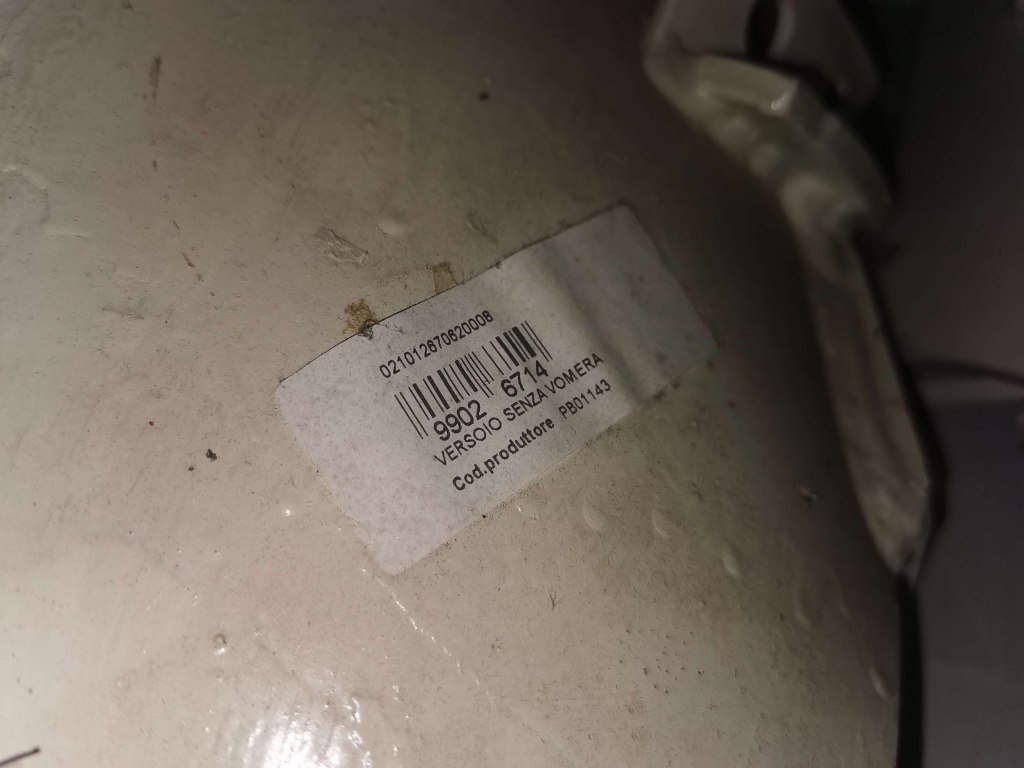 021012670620008
9902 6714
VERSOIO SENZA VOMERA
Cod.produttore PB01143